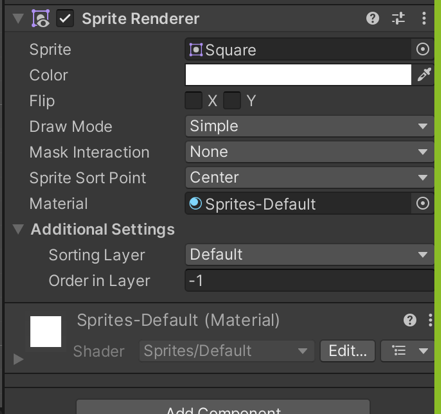 Sprite Renderer
Sprite Square
Color
Flip X Y
Draw Mode Simple
Mask Interaction None
Sprite Sort Point Center
Material Sprites-Default
Additional Settings
Sorting Layer Default
Order in Layer -1
Sprites-Default (Material)
Shader Sprites/Default Edit...
Add Component